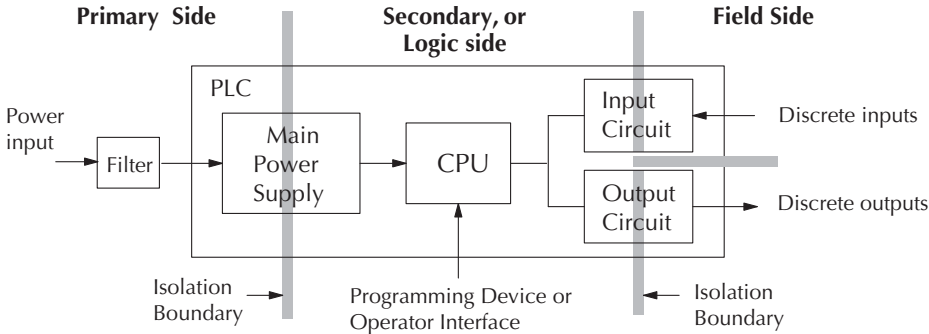 Primary Side
Secondary, or
Logic side
Field Side
PLC
Power
input
Filter
Main
Power
Supply
CPU
Input
Circuit
Discrete inputs
Output
Circuit
Discrete outputs
Isolation
Boundary
Programming Device or
Operator Interface
Isolation
Boundary